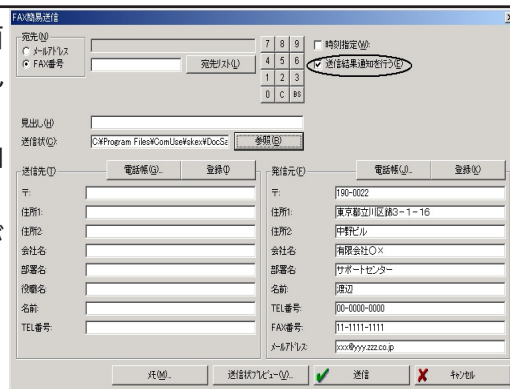 FAX簡易送信
宛先(N)
メールアドレス
FAX番号
宛先リスト(L)
7 8 9
4 5 6
1 2 3
0 C BS
時刻指定(W):
送信結果通知を行う(E)
見出し(H)
送信状(C):
C:¥Program Files¥ComUse¥skex¥DocSa
参照(B)
送信先(T)
電話帳(G)...
登録(I)
〒:
住所1:
住所2:
会社名:
部署名:
役職名:
名前:
TEL番号:
発信元(F)
電話帳(J)...
登録(K)
〒: 190-0022
住所1: 東京都立川区錦3-1-16
住所2: 中野ビル
会社名: 有限会社○×
部署名: サポートセンター
名前: 渡辺
TEL番号: 00-0000-0000
FAX番号: 11-1111-1111
メールアドレス: xxx@yyy.zzz.co.jp
メモ(M)...
送信状プレビュー(V)...
送信
キャンセル